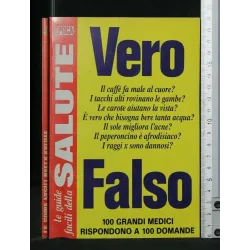 Vero
Il caffè fa male al cuore?
I tacchi alti rovinano le gambe?
Le carote aiutano la vista?
È vero che bisogna bere tanta acqua?
Il sole migliora l'acne?
Il peperoncino è afrodisiaco?
I raggi x sono dannosi?
Falso
100 GRANDI MEDICI
RISPONDONO A 100 DOMANDE
le guide
facili della
SALUTE